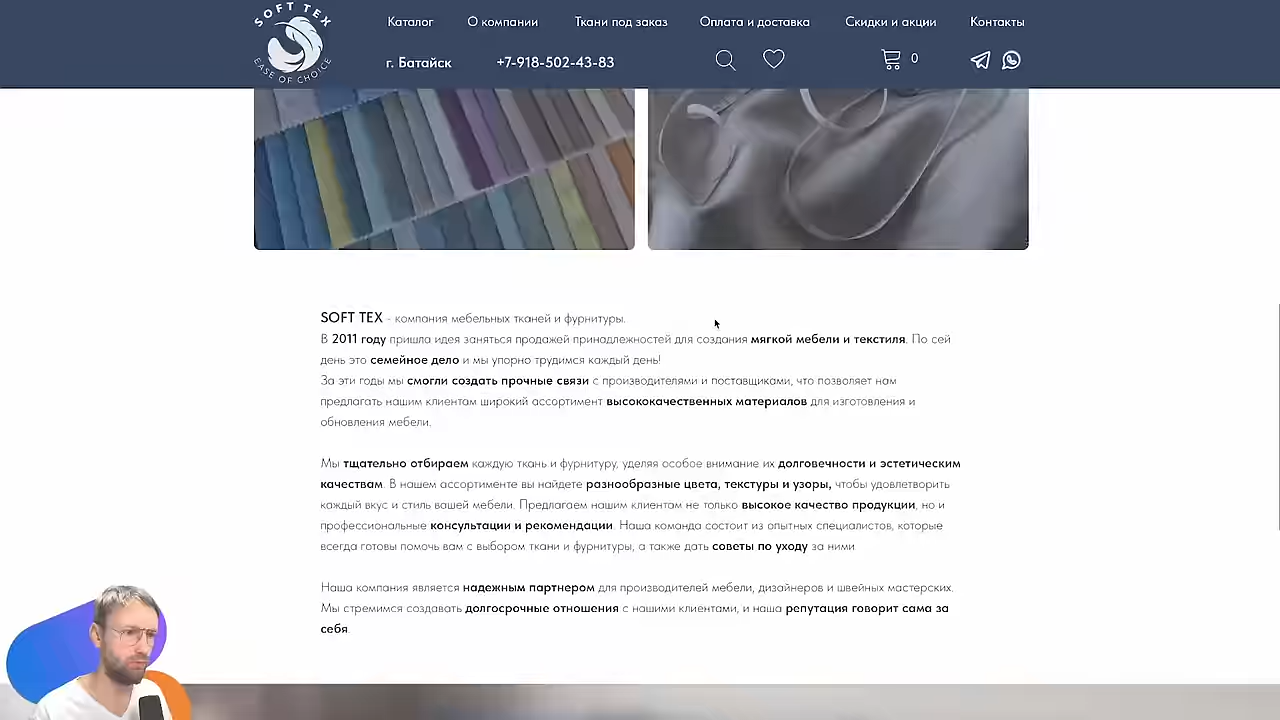 SOFT TEX
EASE OF CHOICE
Каталог О компании Ткани под заказ Оплата и доставка Скидки и акции Контакты
г. Батайск +7-918-502-43-83 0
SOFT TEX - компания мебельных тканей и фурнитуры.
В 2011 году пришла идея заняться продажей принадлежностей для создания мягкой мебели и текстиля. По сей
день это семейное дело и мы упорно трудимся каждый день!
За эти годы мы смогли создать прочные связи с производителями и поставщиками, что позволяет нам
предлагать нашим клиентам широкий ассортимент высококачественных материалов для изготовления и
обновления мебели.
Мы тщательно отбираем каждую ткань и фурнитуру, уделяя особое внимание их долговечности и эстетическим
качествам. В нашем ассортименте вы найдете разнообразные цвета, текстуры и узоры, чтобы удовлетворить
каждый вкус и стиль вашей мебели. Предлагаем нашим клиентам не только высокое качество продукции, но и
профессиональные консультации и рекомендации. Наша команда состоит из опытных специалистов, которые
всегда готовы помочь вам с выбором ткани и фурнитуры, а также дать советы по уходу за ними
Наша компания является надежным партнером для производителей мебели, дизайнеров и швейных мастерских.
Мы стремимся создавать долгосрочные отношения с нашими клиентами, и наша репутация говорит сама за
себя.